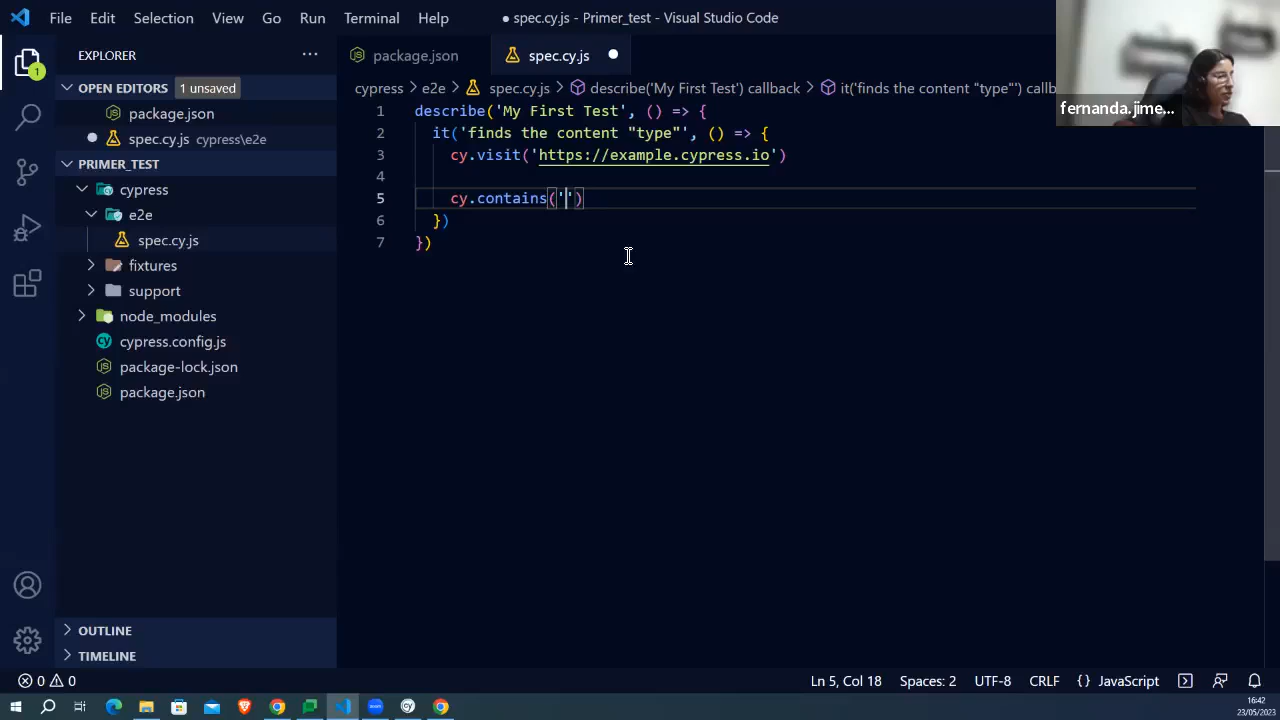 File Edit Selection View Go Run Terminal Help
● spec.cy.js - Primer_test - Visual Studio Code
EXPLORER ···
package.json
spec.cy.js
OPEN EDITORS 1 unsaved
package.json
spec.cy.js cypress\e2e
PRIMER_TEST
cypress
e2e
spec.cy.js
fixtures
support
node_modules
cypress.config.js
package-lock.json
package.json
OUTLINE
TIMELINE
1
cypress > e2e > spec.cy.js > describe('My First Test') callback > it('finds the content "type"') callb
1 describe('My First Test', () => {
2 it('finds the content "type"', () => {
3 cy.visit('https://example.cypress.io')
4
5 cy.contains('')
6 })
7 })
fernanda.jime...
0 0
Ln 5, Col 18 Spaces: 2 UTF-8 CRLF {} JavaScript
16:42
23/05/2023